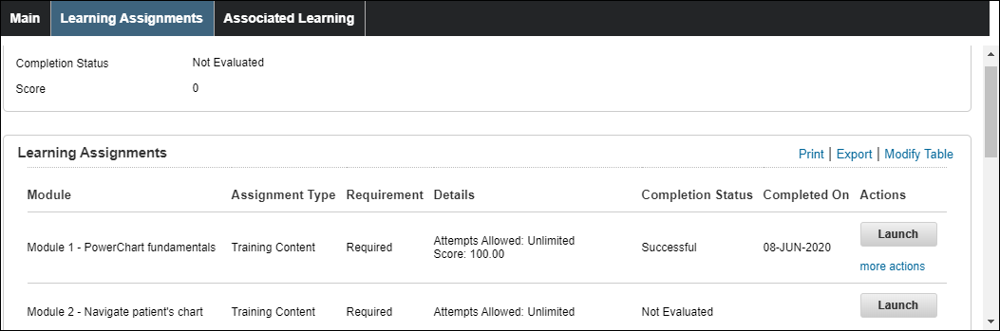 Main Learning Assignments Associated Learning
Completion Status Not Evaluated
Score 0
Learning Assignments Print | Export | Modify Table
Module Assignment Type Requirement Details Completion Status Completed On Actions
Module 1 - PowerChart fundamentals Training Content Required Attempts Allowed: Unlimited Successful 08-JUN-2020 Launch
Score: 100.00
more actions
Module 2 - Navigate patient's chart Training Content Required Attempts Allowed: Unlimited Not Evaluated Launch